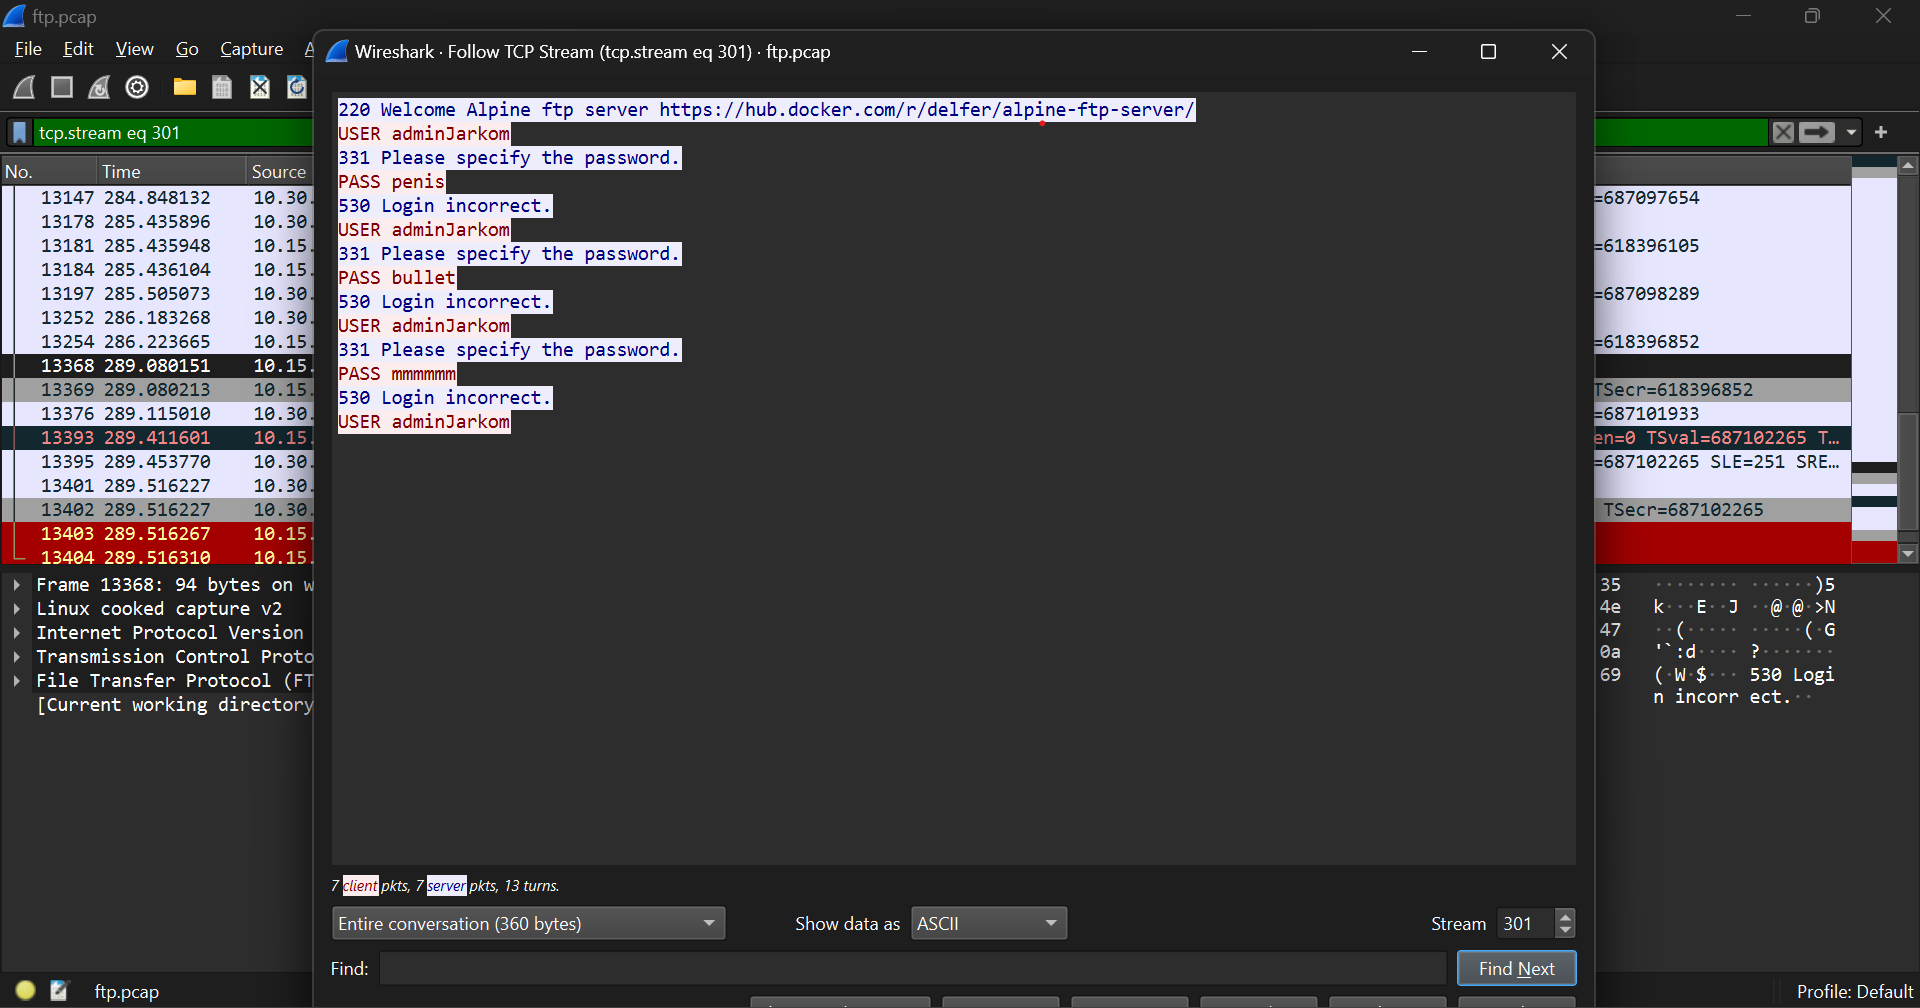 ftp.pcap
File Edit View Go Capture A
Wireshark · Follow TCP Stream (tcp.stream eq 301) · ftp.pcap
tcp.stream eq 301
220 Welcome Alpine ftp server https://hub.docker.com/r/delfer/alpine-ftp-server/
USER adminJarkom
331 Please specify the password.
PASS penis
530 Login incorrect.
USER adminJarkom
331 Please specify the password.
PASS bullet
530 Login incorrect.
USER adminJarkom
331 Please specify the password.
PASS mmmmmm
530 Login incorrect.
USER adminJarkom
No. Time Source
13147 284.848132 10.30. =687097654
13178 285.435896 10.30.
13181 285.435948 10.15. =618396105
13184 285.436104 10.15.
13197 285.505073 10.30. =687098289
13252 286.183268 10.30.
13254 286.223665 10.15. =618396852
13368 289.080151 10.15.
13369 289.080213 10.15. TSecr=618396852
13376 289.115010 10.30. =687101933
13393 289.411601 10.15. en=0 TSval=687102265 T…
13395 289.453770 10.30. =687102265 SLE=251 SRE…
13401 289.516227 10.30.
13402 289.516227 10.30. TSecr=687102265
13403 289.516267 10.15.
13404 289.516310 10.15.
Frame 13368: 94 bytes on w
Linux cooked capture v2
Internet Protocol Version
Transmission Control Proto
File Transfer Protocol (FT
[Current working directory
35 ········ ······)5
4e k···E··J ··@·@·>N
47 ··(····· ·····(·G
0a '`:d···· ?·······
69 (·W·$··· 530 Logi
n incorr ect.··
7 client pkts, 7 server pkts, 13 turns.
Entire conversation (360 bytes) Show data as ASCII Stream 301
Find: Find Next
ftp.pcap Profile: Default